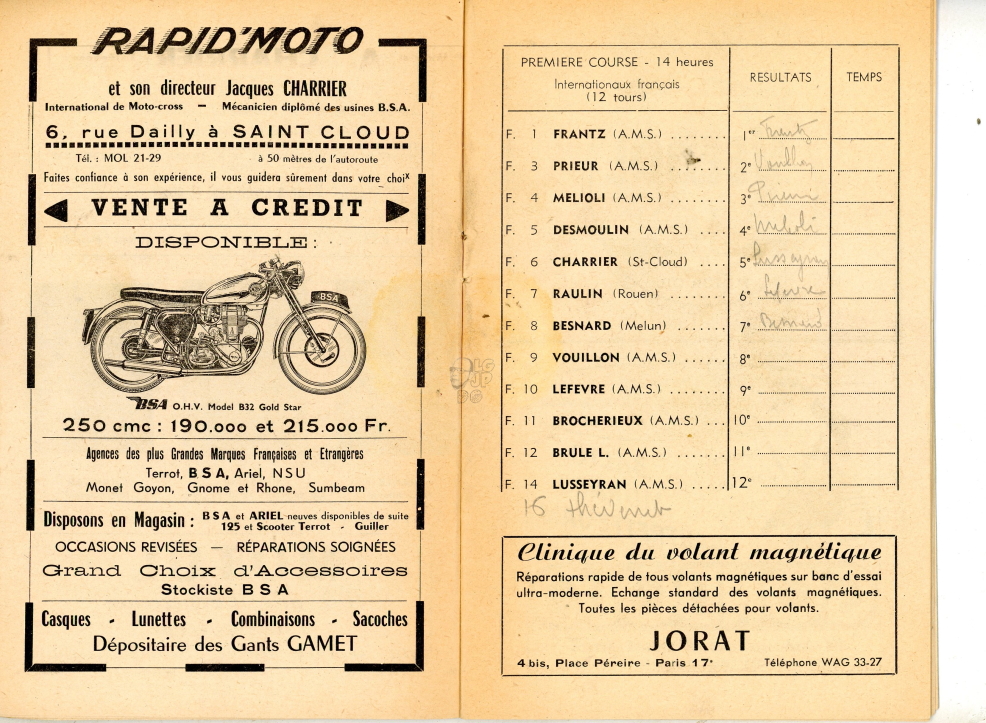 RAPID'MOTO
et son directeur Jacques CHARRIER
International de Moto-cross — Mécanicien diplômé des usines B.S.A.
6, rue Dailly à SAINT CLOUD
Tél. : MOL 21-29 à 50 mètres de l'autoroute
Faites confiance à son expérience, il vous guidera sûrement dans votre choix
VENTE A CREDIT
DISPONIBLE :
BSA
BSA O.H.V. Model B32 Gold Star
250 cmc : 190.000 et 215.000 Fr.
Agences des plus Grandes Marques Françaises et Etrangères
Terrot, BSA, Ariel, NSU
Monet Goyon, Gnome et Rhone, Sumbeam
Disposons en Magasin : BSA et ARIEL neuves disponibles de suite
125 et Scooter Terrot - Guiller
OCCASIONS REVISÉES — RÉPARATIONS SOIGNÉES
Grand Choix d'Accessoires
Stockiste BSA
Casques - Lunettes - Combinaisons - Sacoches
Dépositaire des Gants GAMET
PREMIERE COURSE - 14 heures
Internationaux français
(12 tours)
RESULTATS
TEMPS
F. 1 FRANTZ (A.M.S.) ........ 1er Frantz
F. 3 PRIEUR (A.M.S.) ........ 2e Vouillon
F. 4 MELIOLI (A.M.S.) ........ 3e Prieur
F. 5 DESMOULIN (A.M.S.) .... 4e Melioli
F. 6 CHARRIER (St-Cloud) .... 5e Lusseyran
F. 7 RAULIN (Rouen) ........ 6e Lefevre
F. 8 BESNARD (Melun) ....... 7e Besnard
F. 9 VOUILLON (A.M.S.) ...... 8e
F. 10 LEFEVRE (A.M.S.) ....... 9e
F. 11 BROCHERIEUX (A.M.S.) ... 10e
F. 12 BRULE L. (A.M.S.) ....... 11e
F. 14 LUSSEYRAN (A.M.S.) ..... 12e
16
Clinique du volant magnétique
Réparations rapide de tous volants magnétiques sur banc d'essai
ultra-moderne. Echange standard des volants magnétiques.
Toutes les pièces détachées pour volants.
JORAT
4 bis, Place Péreire - Paris 17e Téléphone WAG 33-27